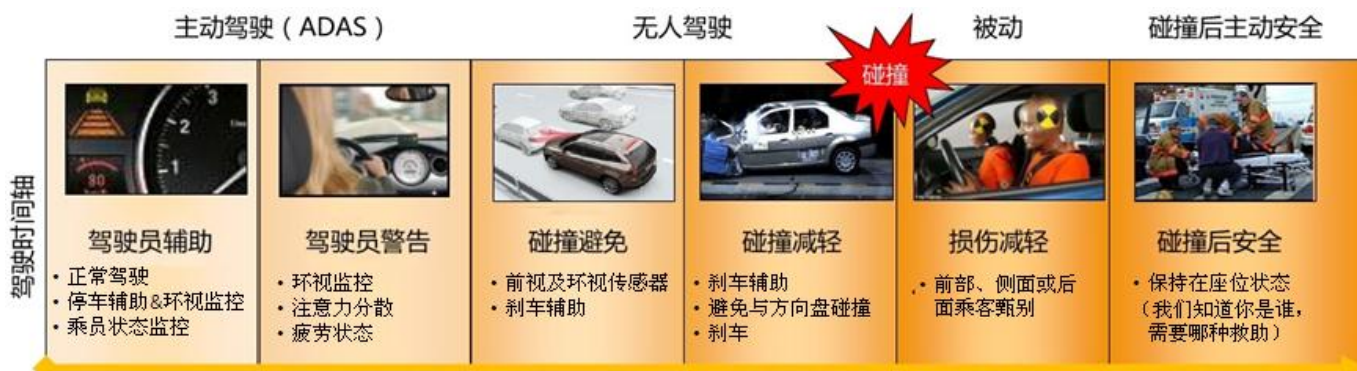 主动驾驶（ADAS）
无人驾驶
被动
碰撞后主动安全
碰撞
驾驶时间轴
驾驶员辅助
• 正常驾驶
• 停车辅助&环视监控
• 乘员状态监控
驾驶员警告
• 环视监控
• 注意力分散
• 疲劳状态
碰撞避免
• 前视及环视传感器
• 刹车辅助
碰撞减轻
• 刹车辅助
• 避免与方向盘碰撞
• 刹车
损伤减轻
• 前部、侧面或后
面乘客甄别
碰撞后安全
• 保持在座位状态
（我们知道你是谁，
需要哪种救助）
3
2
1
80